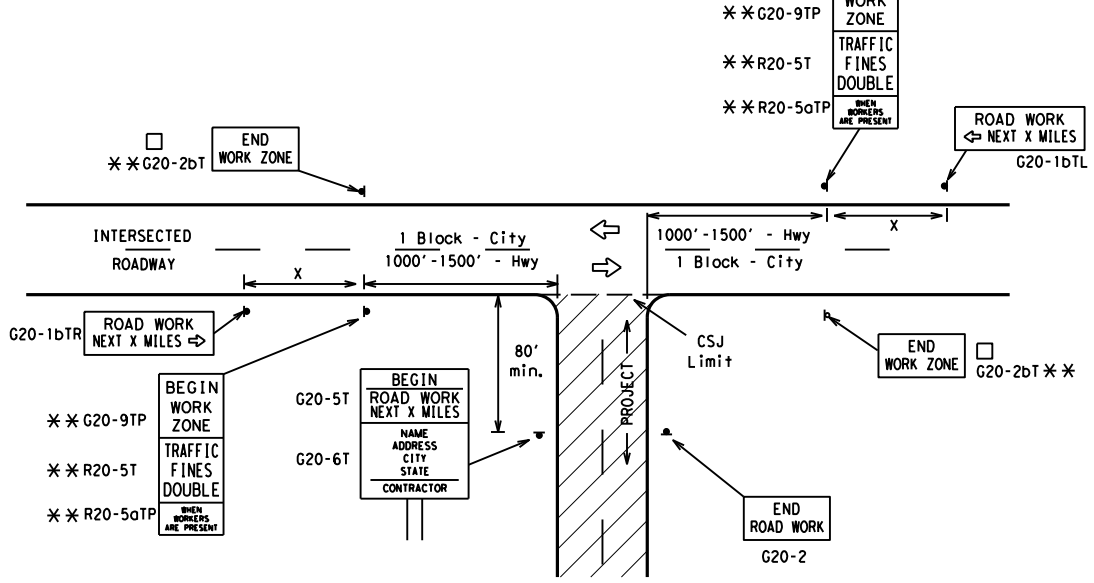 WORK
ZONE
✳✳G20-9TP
TRAFFIC
FINES
DOUBLE
✳✳R20-5T
WHEN
WORKERS
ARE PRESENT
✳✳R20-5aTP
ROAD WORK
⇦ NEXT X MILES
G20-1bTL
END
WORK ZONE
□
✳✳G20-2bT
INTERSECTED
ROADWAY
1 Block - City
1000' -1500' - Hwy
X
1000' -1500' - Hwy
1 Block - City
X
G20-1bTR
ROAD WORK
NEXT X MILES ⇨
80'
min.
CSJ
Limit
PROJECT
END
WORK ZONE
□
G20-2bT ✳✳
BEGIN
WORK
ZONE
✳✳G20-9TP
TRAFFIC
FINES
DOUBLE
✳✳R20-5T
WHEN
WORKERS
ARE PRESENT
✳✳R20-5aTP
G20-5T
BEGIN
ROAD WORK
NEXT X MILES
G20-6T
NAME
ADDRESS
CITY
STATE
CONTRACTOR
END
ROAD WORK
G20-2